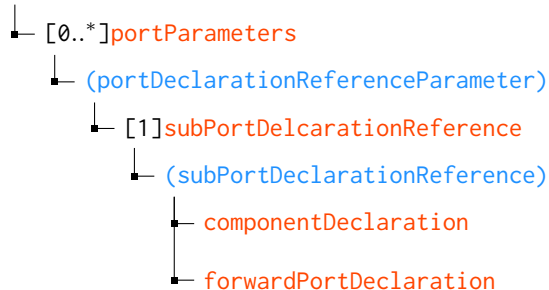 [0..*]portParameters
(portDeclarationReferenceParameter)
[1]subPortDelcarationReference
(subPortDeclarationReference)
componentDeclaration
forwardPortDeclaration